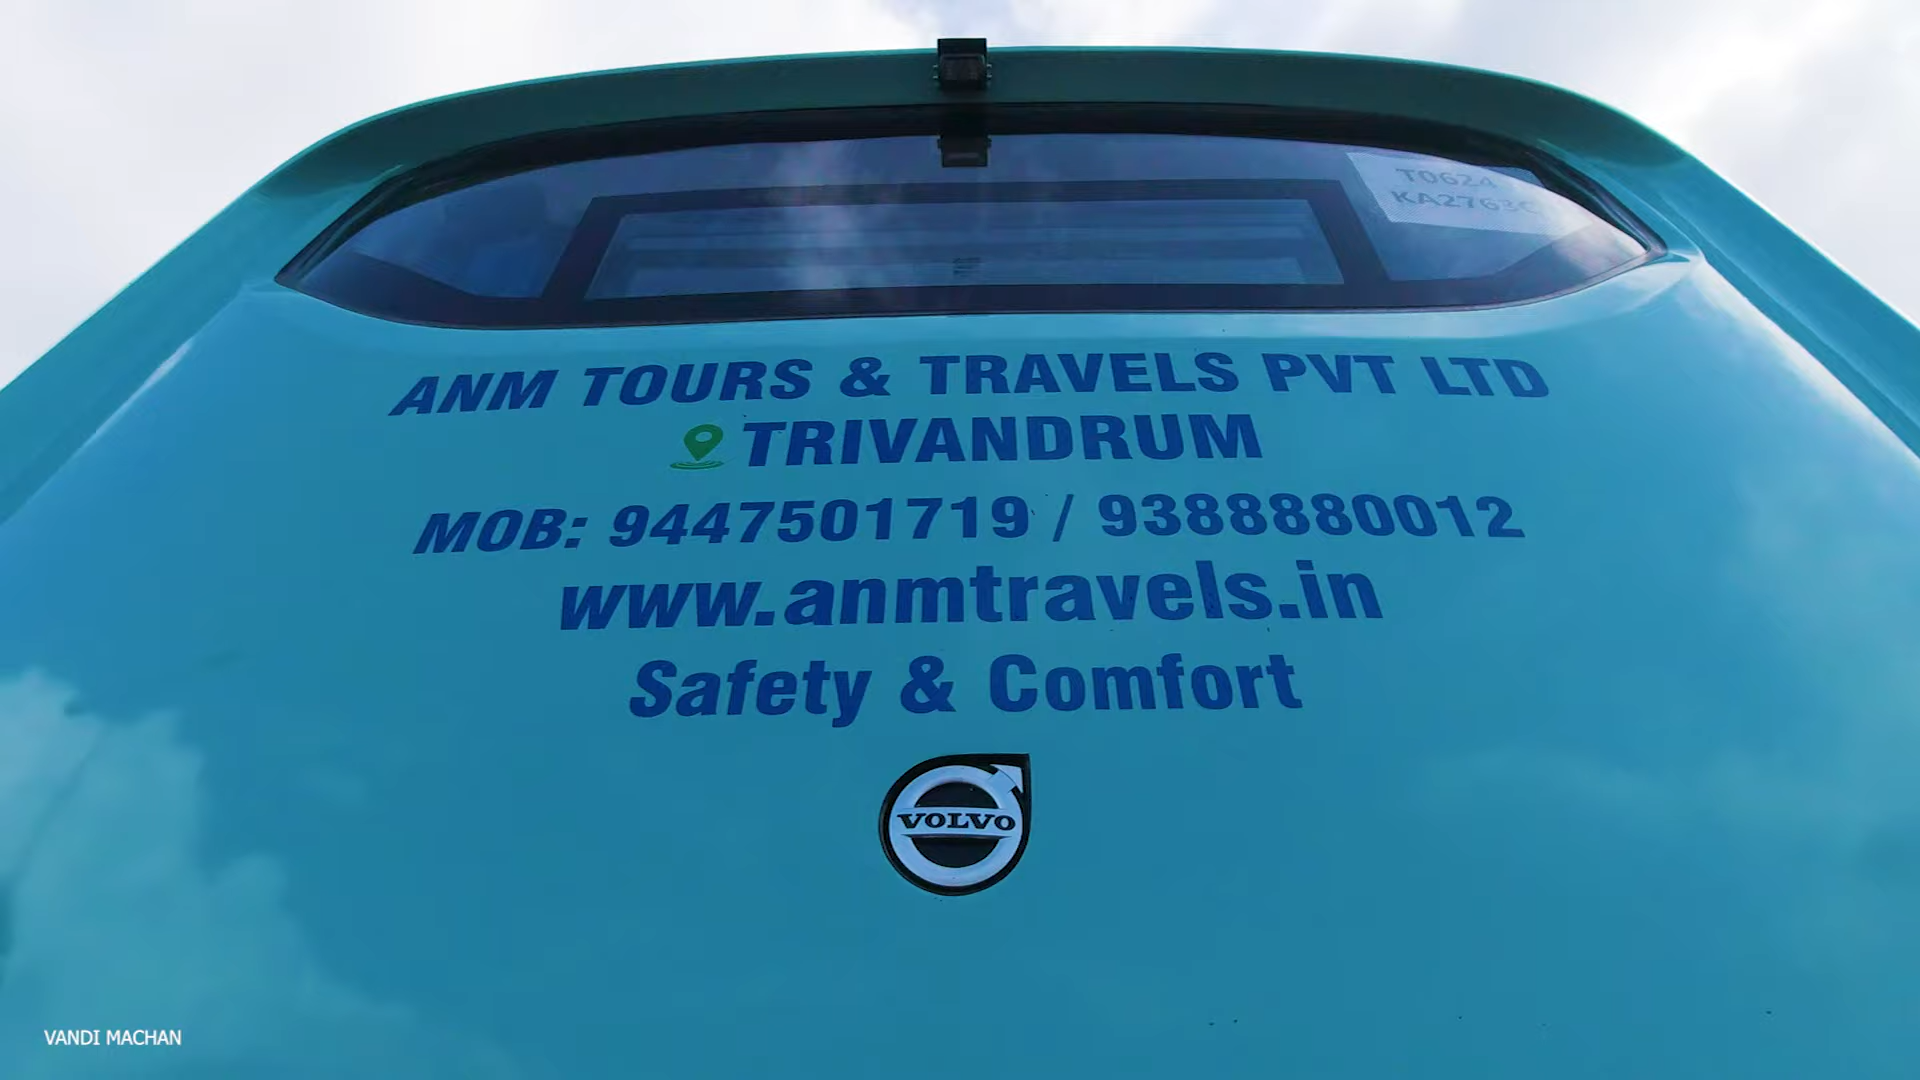 T0624
ANM TOURS & TRAVELS PVT LTD
TRIVANDRUM
MOB: 9447501719 / 9388880012
www.anmtravels.in
Safety & Comfort
VOLVO
VANDI MACHAN